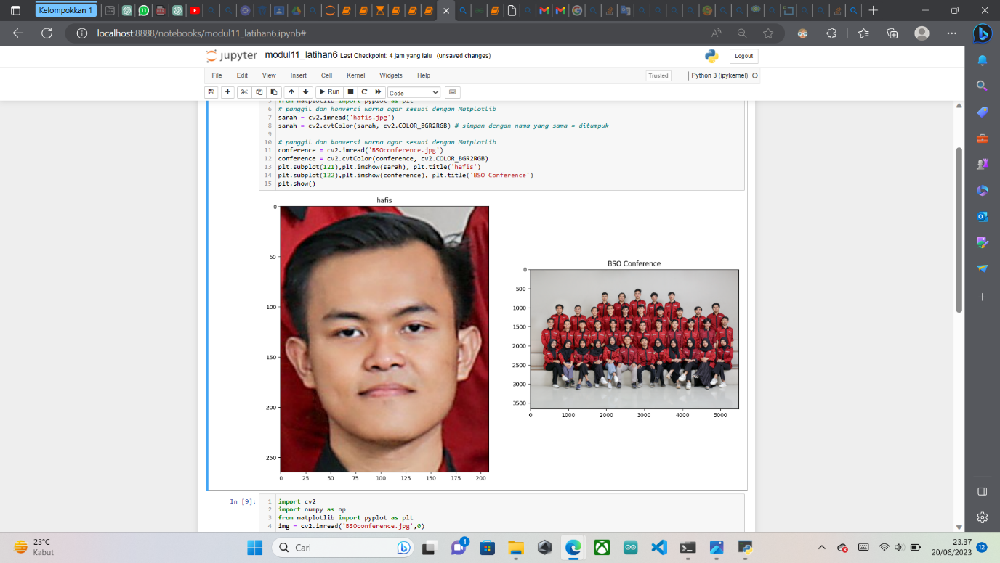 Kelompokkan 1
localhost:8888/notebooks/modul11_latihan6.ipynb#
jupyter modul11_latihan6 Last Checkpoint: 4 jam yang lalu (unsaved changes)
Logout
File Edit View Insert Cell Kernel Widgets Help
Trusted
Python 3 (ipykernel)
Run
Code
5 from matplotlib import pyplot as plt
6 # panggil dan konversi warna agar sesuai dengan Matplotlib
7 sarah = cv2.imread('hafis.jpg')
8 sarah = cv2.cvtColor(sarah, cv2.COLOR_BGR2RGB) # simpan dengan nama yang sama = ditumpuk
9
10 # panggil dan konversi warna agar sesuai dengan Matplotlib
11 conference = cv2.imread('BSOconference.jpg')
12 conference = cv2.cvtColor(conference, cv2.COLOR_BGR2RGB)
13 plt.subplot(121),plt.imshow(sarah), plt.title('hafis')
14 plt.subplot(122),plt.imshow(conference), plt.title('BSO Conference')
15 plt.show()
hafis
0
50
100
150
200
250
0 25 50 75 100 125 150 175 200
BSO Conference
0
500
1000
1500
2000
2500
3000
3500
0 1000 2000 3000 4000 5000
In [9]:
1 import cv2
2 import numpy as np
3 from matplotlib import pyplot as plt
4 img = cv2.imread('BSOconference.jpg',0)
23°C
Kabut
Cari
1
23.37
20/06/2023
12